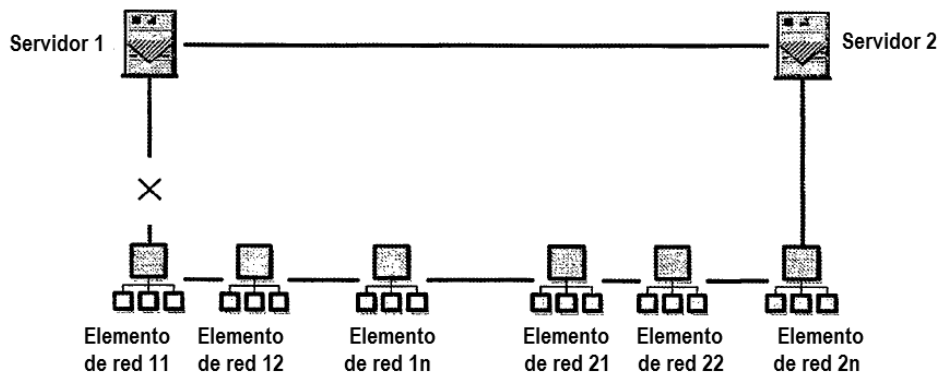 Servidor 1
Servidor 2
Elemento
de red 11
Elemento
de red 12
Elemento
de red 1n
Elemento
de red 21
Elemento
de red 22
Elemento
de red 2n